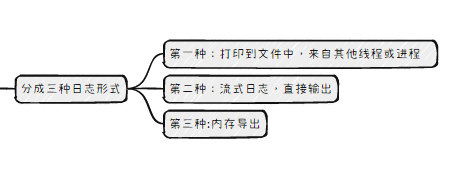 第一种：打印到文件中，来自其他线程或进程
分成三种日志形式
第二种：流式日志，直接输出
第三种:内存导出